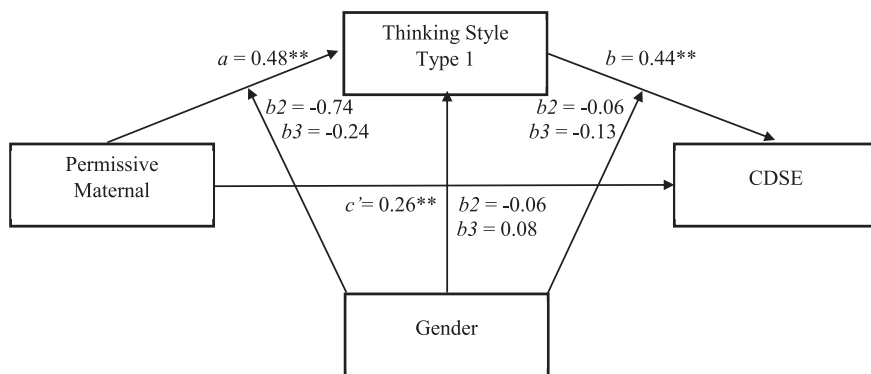 Thinking Style
Type 1
a = 0.48**
b = 0.44**
b2 = -0.74
b3 = -0.24
b2 = -0.06
b3 = -0.13
Permissive
Maternal
CDSE
c’= 0.26**
b2 = -0.06
b3 = 0.08
Gender